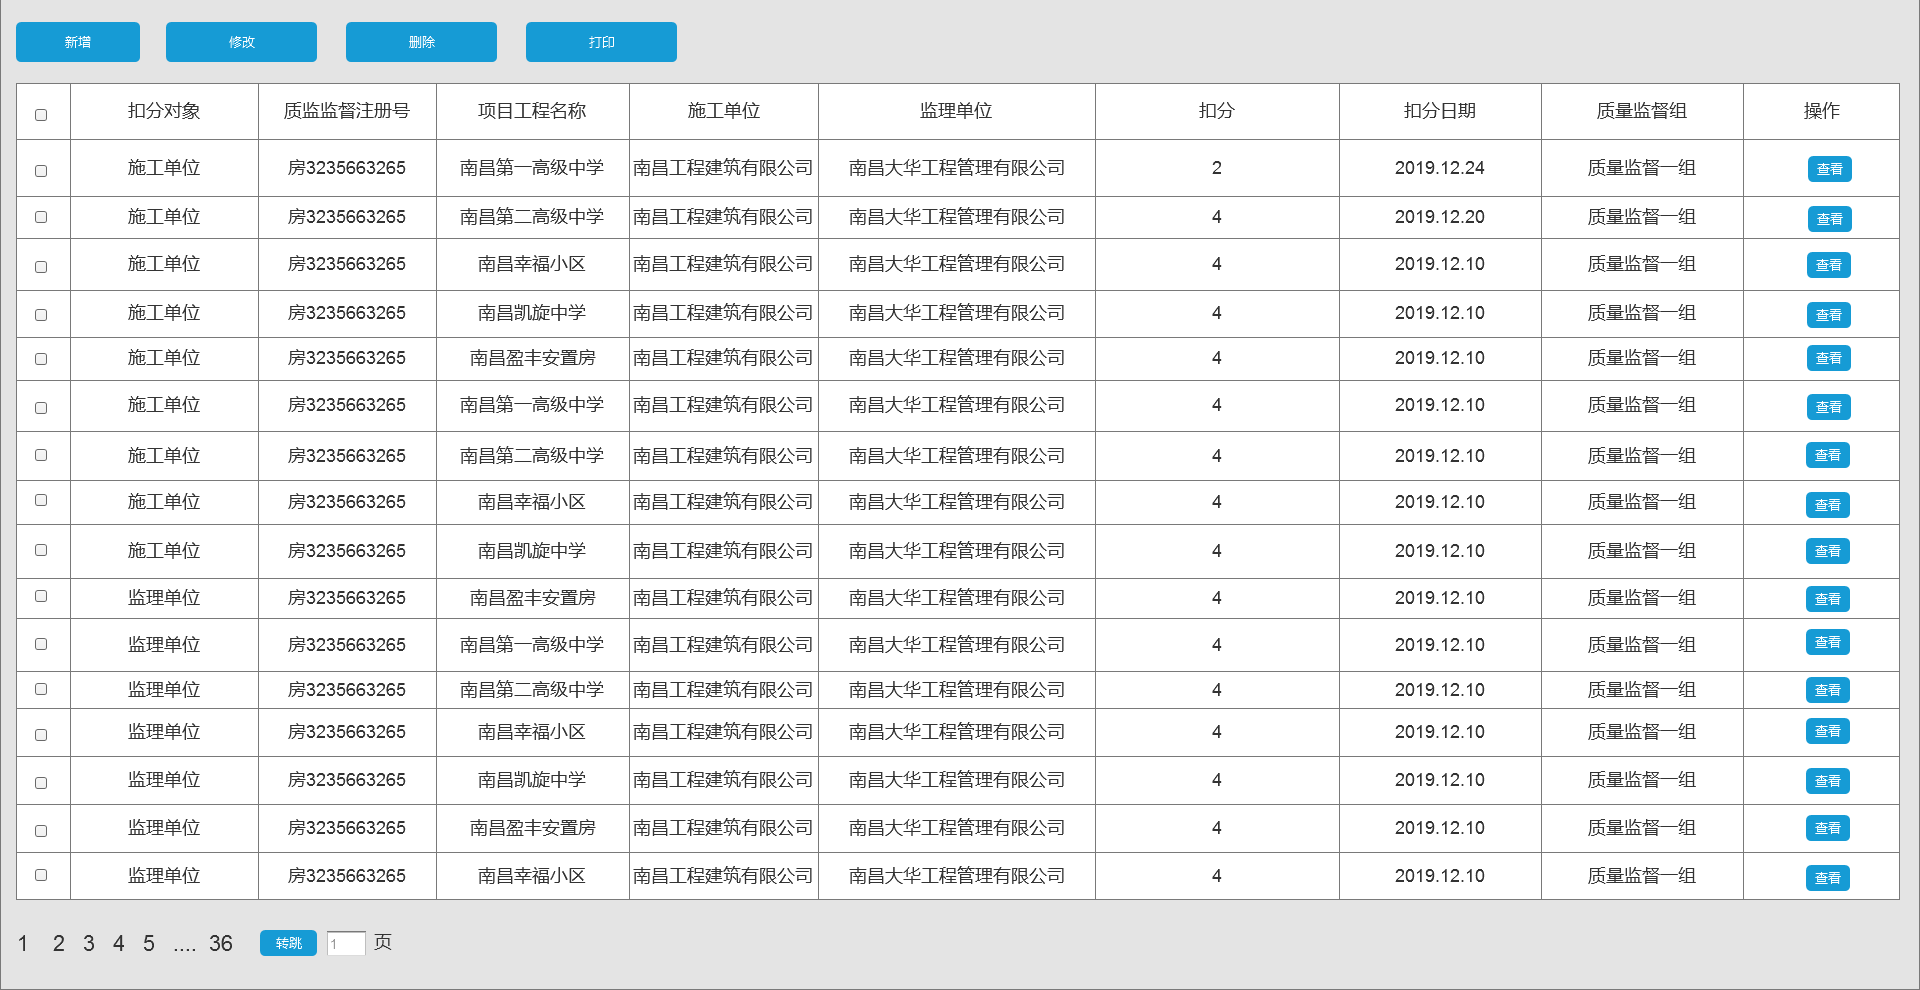 新增 修改 删除 打印
扣分对象 质监监督注册号 项目工程名称 施工单位 监理单位 扣分 扣分日期 质量监督组 操作
施工单位 房3235663265 南昌第一高级中学 南昌工程建筑有限公司 南昌大华工程管理有限公司 2 2019.12.24 质量监督一组 查看
施工单位 房3235663265 南昌第二高级中学 南昌工程建筑有限公司 南昌大华工程管理有限公司 4 2019.12.20 质量监督一组 查看
施工单位 房3235663265 南昌幸福小区 南昌工程建筑有限公司 南昌大华工程管理有限公司 4 2019.12.10 质量监督一组 查看
施工单位 房3235663265 南昌凯旋中学 南昌工程建筑有限公司 南昌大华工程管理有限公司 4 2019.12.10 质量监督一组 查看
施工单位 房3235663265 南昌盈丰安置房 南昌工程建筑有限公司 南昌大华工程管理有限公司 4 2019.12.10 质量监督一组 查看
施工单位 房3235663265 南昌第一高级中学 南昌工程建筑有限公司 南昌大华工程管理有限公司 4 2019.12.10 质量监督一组 查看
施工单位 房3235663265 南昌第二高级中学 南昌工程建筑有限公司 南昌大华工程管理有限公司 4 2019.12.10 质量监督一组 查看
施工单位 房3235663265 南昌幸福小区 南昌工程建筑有限公司 南昌大华工程管理有限公司 4 2019.12.10 质量监督一组 查看
施工单位 房3235663265 南昌凯旋中学 南昌工程建筑有限公司 南昌大华工程管理有限公司 4 2019.12.10 质量监督一组 查看
监理单位 房3235663265 南昌盈丰安置房 南昌工程建筑有限公司 南昌大华工程管理有限公司 4 2019.12.10 质量监督一组 查看
监理单位 房3235663265 南昌第一高级中学 南昌工程建筑有限公司 南昌大华工程管理有限公司 4 2019.12.10 质量监督一组 查看
监理单位 房3235663265 南昌第二高级中学 南昌工程建筑有限公司 南昌大华工程管理有限公司 4 2019.12.10 质量监督一组 查看
监理单位 房3235663265 南昌幸福小区 南昌工程建筑有限公司 南昌大华工程管理有限公司 4 2019.12.10 质量监督一组 查看
监理单位 房3235663265 南昌凯旋中学 南昌工程建筑有限公司 南昌大华工程管理有限公司 4 2019.12.10 质量监督一组 查看
监理单位 房3235663265 南昌盈丰安置房 南昌工程建筑有限公司 南昌大华工程管理有限公司 4 2019.12.10 质量监督一组 查看
监理单位 房3235663265 南昌幸福小区 南昌工程建筑有限公司 南昌大华工程管理有限公司 4 2019.12.10 质量监督一组 查看
1 2 3 4 5 .... 36 转跳 1 页